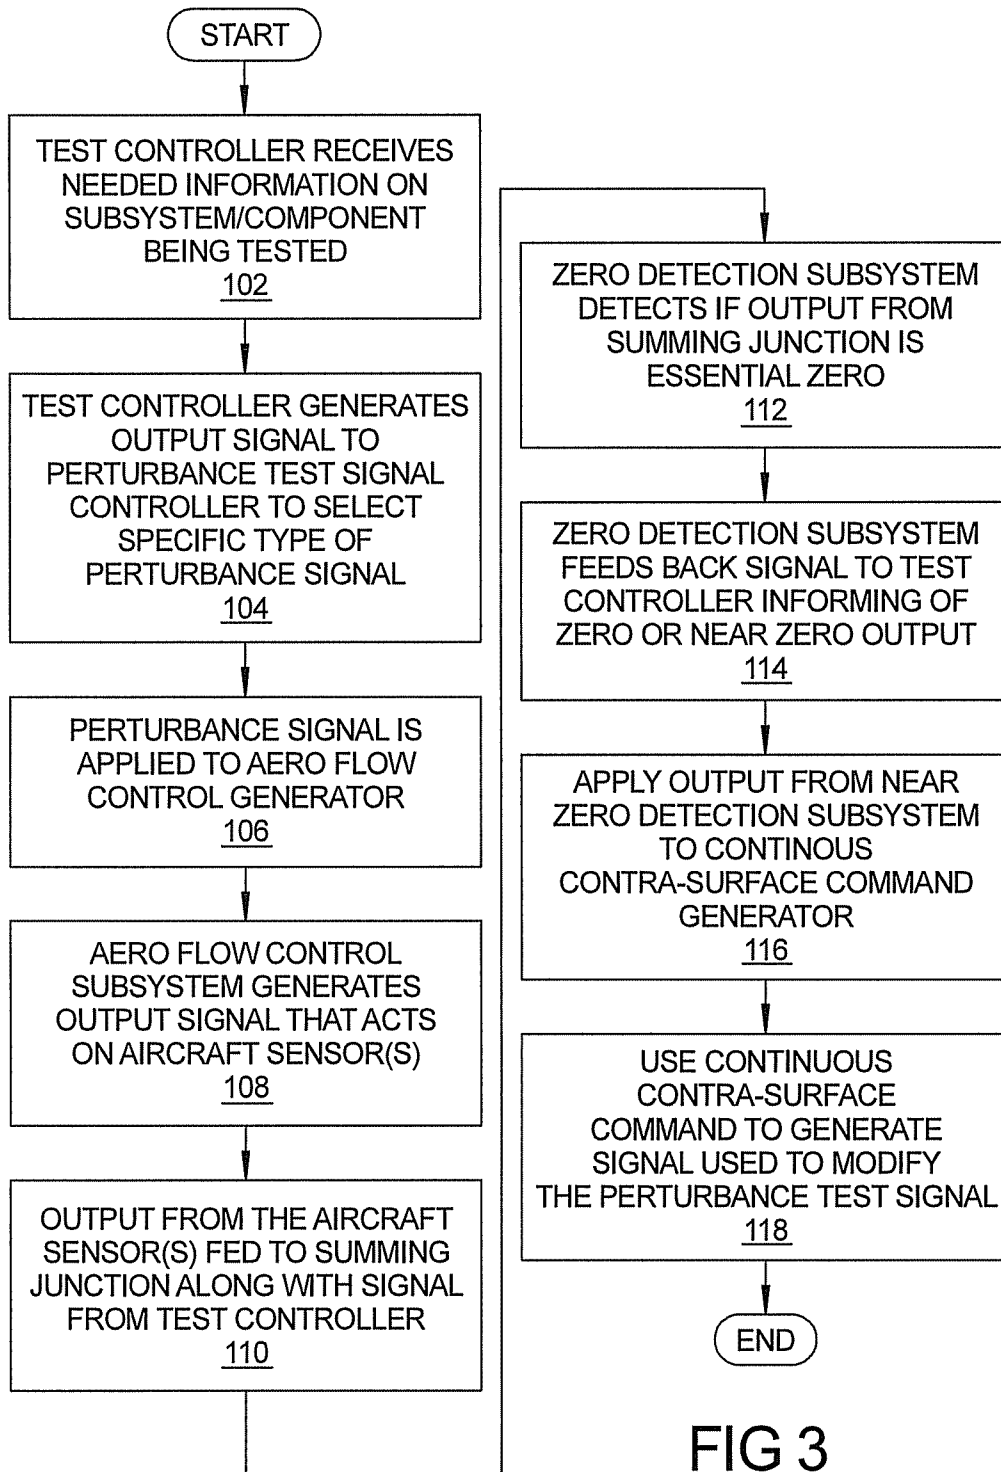 START
TEST CONTROLLER RECEIVES
NEEDED INFORMATION ON
SUBSYSTEM/COMPONENT
BEING TESTED
102
TEST CONTROLLER GENERATES
OUTPUT SIGNAL TO
PERTURBANCE TEST SIGNAL
CONTROLLER TO SELECT
SPECIFIC TYPE OF
PERTURBANCE SIGNAL
104
PERTURBANCE SIGNAL IS
APPLIED TO AERO FLOW
CONTROL GENERATOR
106
AERO FLOW CONTROL
SUBSYSTEM GENERATES
OUTPUT SIGNAL THAT ACTS
ON AIRCRAFT SENSOR(S)
108
OUTPUT FROM THE AIRCRAFT
SENSOR(S) FED TO SUMMING
JUNCTION ALONG WITH SIGNAL
FROM TEST CONTROLLER
110
ZERO DETECTION SUBSYSTEM
DETECTS IF OUTPUT FROM
SUMMING JUNCTION IS
ESSENTIAL ZERO
112
ZERO DETECTION SUBSYSTEM
FEEDS BACK SIGNAL TO TEST
CONTROLLER INFORMING OF
ZERO OR NEAR ZERO OUTPUT
114
APPLY OUTPUT FROM NEAR
ZERO DETECTION SUBSYSTEM
TO CONTINOUS
CONTRA-SURFACE COMMAND
GENERATOR
116
USE CONTINUOUS
CONTRA-SURFACE
COMMAND TO GENERATE
SIGNAL USED TO MODIFY
THE PERTURBANCE TEST SIGNAL
118
END
FIG 3